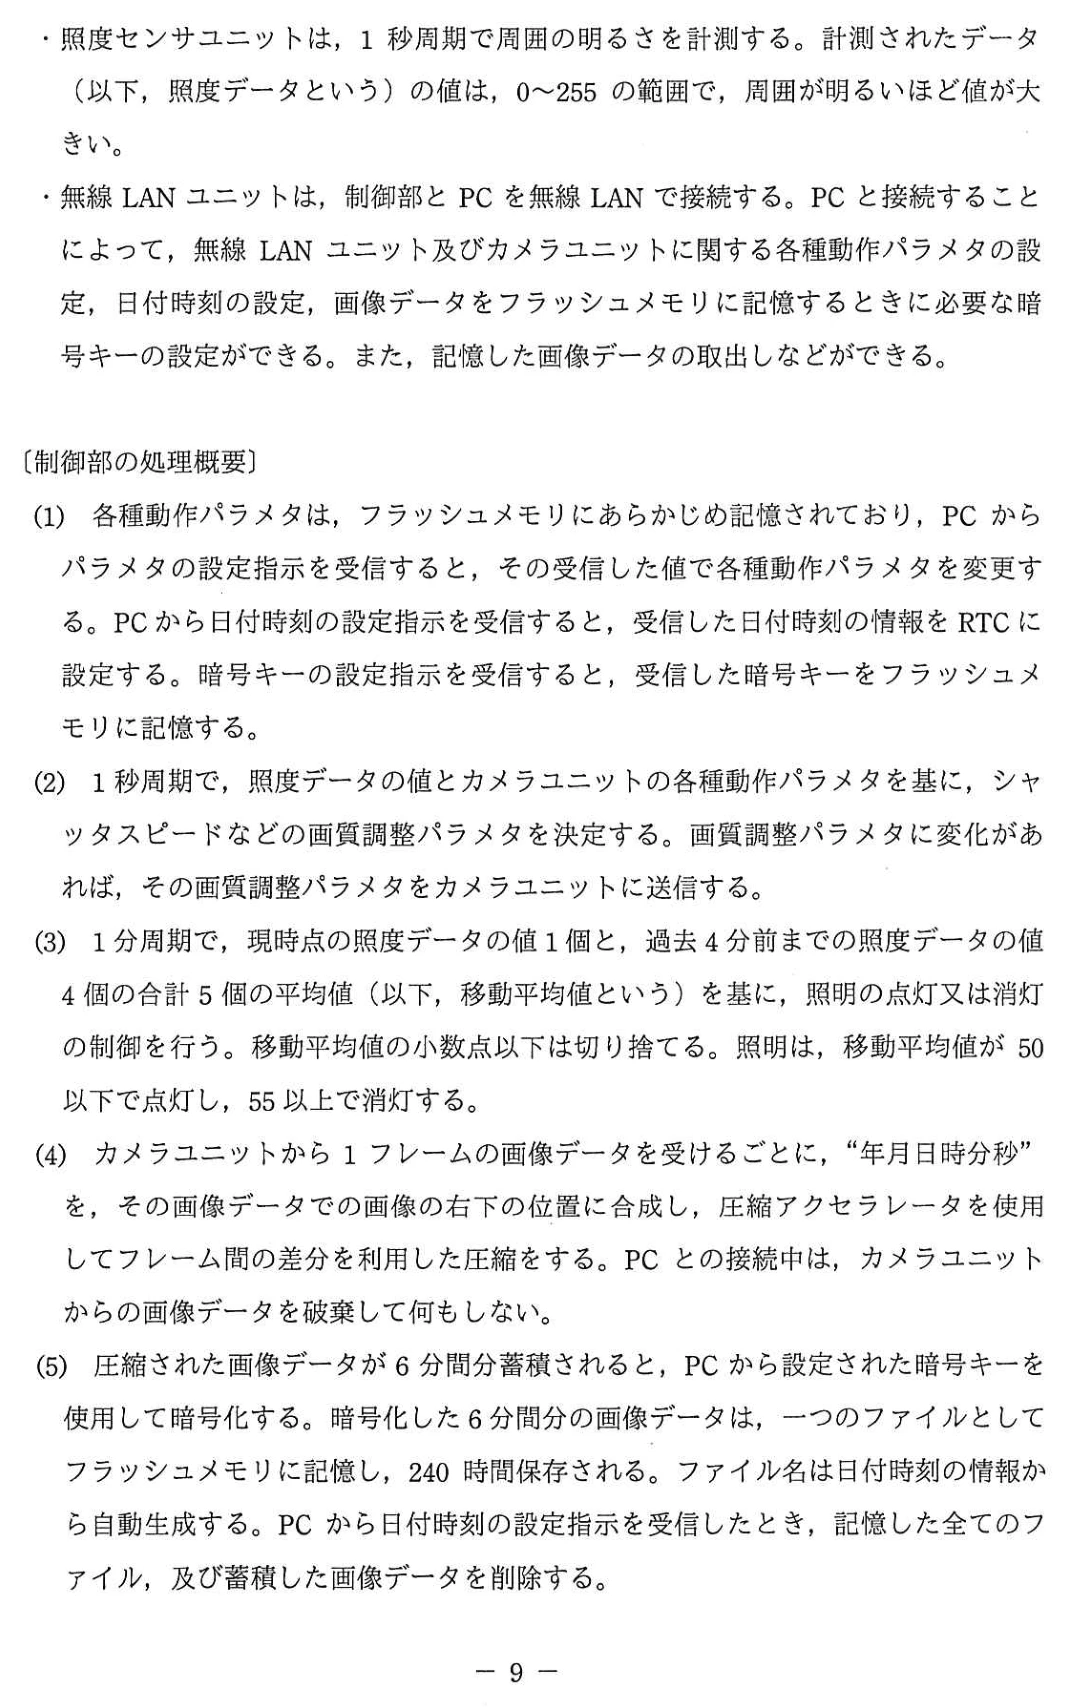 ・照度センサユニットは，1 秒周期で周囲の明るさを計測する。計測されたデータ
（以下，照度データという）の値は，0～255 の範囲で，周囲が明るいほど値が大
きい。
・無線 LAN ユニットは，制御部と PC を無線 LAN で接続する。PC と接続すること
によって，無線 LAN ユニット及びカメラユニットに関する各種動作パラメタの設
定，日付時刻の設定，画像データをフラッシュメモリに記憶するときに必要な暗
号キーの設定ができる。また，記憶した画像データの取出しなどができる。
〔制御部の処理概要〕
(1) 各種動作パラメタは，フラッシュメモリにあらかじめ記憶されており，PC から
パラメタの設定指示を受信すると，その受信した値で各種動作パラメタを変更す
る。PC から日付時刻の設定指示を受信すると，受信した日付時刻の情報を RTC に
設定する。暗号キーの設定指示を受信すると，受信した暗号キーをフラッシュメ
モリに記憶する。
(2) 1 秒周期で，照度データの値とカメラユニットの各種動作パラメタを基に，シャ
ッタスピードなどの画質調整パラメタを決定する。画質調整パラメタに変化があ
れば，その画質調整パラメタをカメラユニットに送信する。
(3) 1 分周期で，現時点の照度データの値 1 個と，過去 4 分前までの照度データの値
4 個の合計 5 個の平均値（以下，移動平均値という）を基に，照明の点灯又は消灯
の制御を行う。移動平均値の小数点以下は切り捨てる。照明は，移動平均値が 50
以下で点灯し，55 以上で消灯する。
(4) カメラユニットから 1 フレームの画像データを受けるごとに，“年月日時分秒”
を，その画像データでの画像の右下の位置に合成し，圧縮アクセラレータを使用
してフレーム間の差分を利用した圧縮をする。PC との接続中は，カメラユニット
からの画像データを破棄して何もしない。
(5) 圧縮された画像データが 6 分間分蓄積されると，PC から設定された暗号キーを
使用して暗号化する。暗号化した 6 分間分の画像データは，一つのファイルとして
フラッシュメモリに記憶し，240 時間保存される。ファイル名は日付時刻の情報か
ら自動生成する。PC から日付時刻の設定指示を受信したとき，記憶した全てのフ
ァイル，及び蓄積した画像データを削除する。
－ 9 －